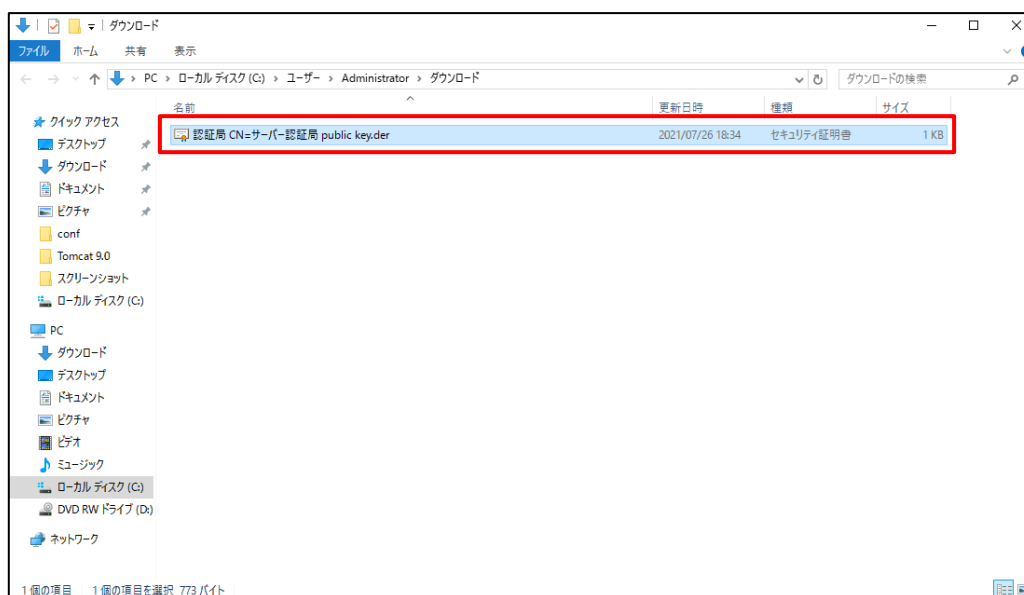 ダウンロード
ファイル ホーム 共有 表示
PC › ローカル ディスク (C:) › ユーザー › Administrator › ダウンロード ダウンロードの検索
名前 更新日時 種類 サイズ
認証局 CN=サーバー認証局 public key.der 2021/07/26 18:34 セキュリティ証明書 1 KB
クイック アクセス
デスクトップ
ダウンロード
ドキュメント
ピクチャ
conf
Tomcat 9.0
スクリーンショット
ローカル ディスク (C:)
PC
ダウンロード
デスクトップ
ドキュメント
ピクチャ
ビデオ
ミュージック
ローカル ディスク (C:)
DVD RW ドライブ (D:)
ネットワーク
1 個の項目 1 個の項目を選択 773 バイト